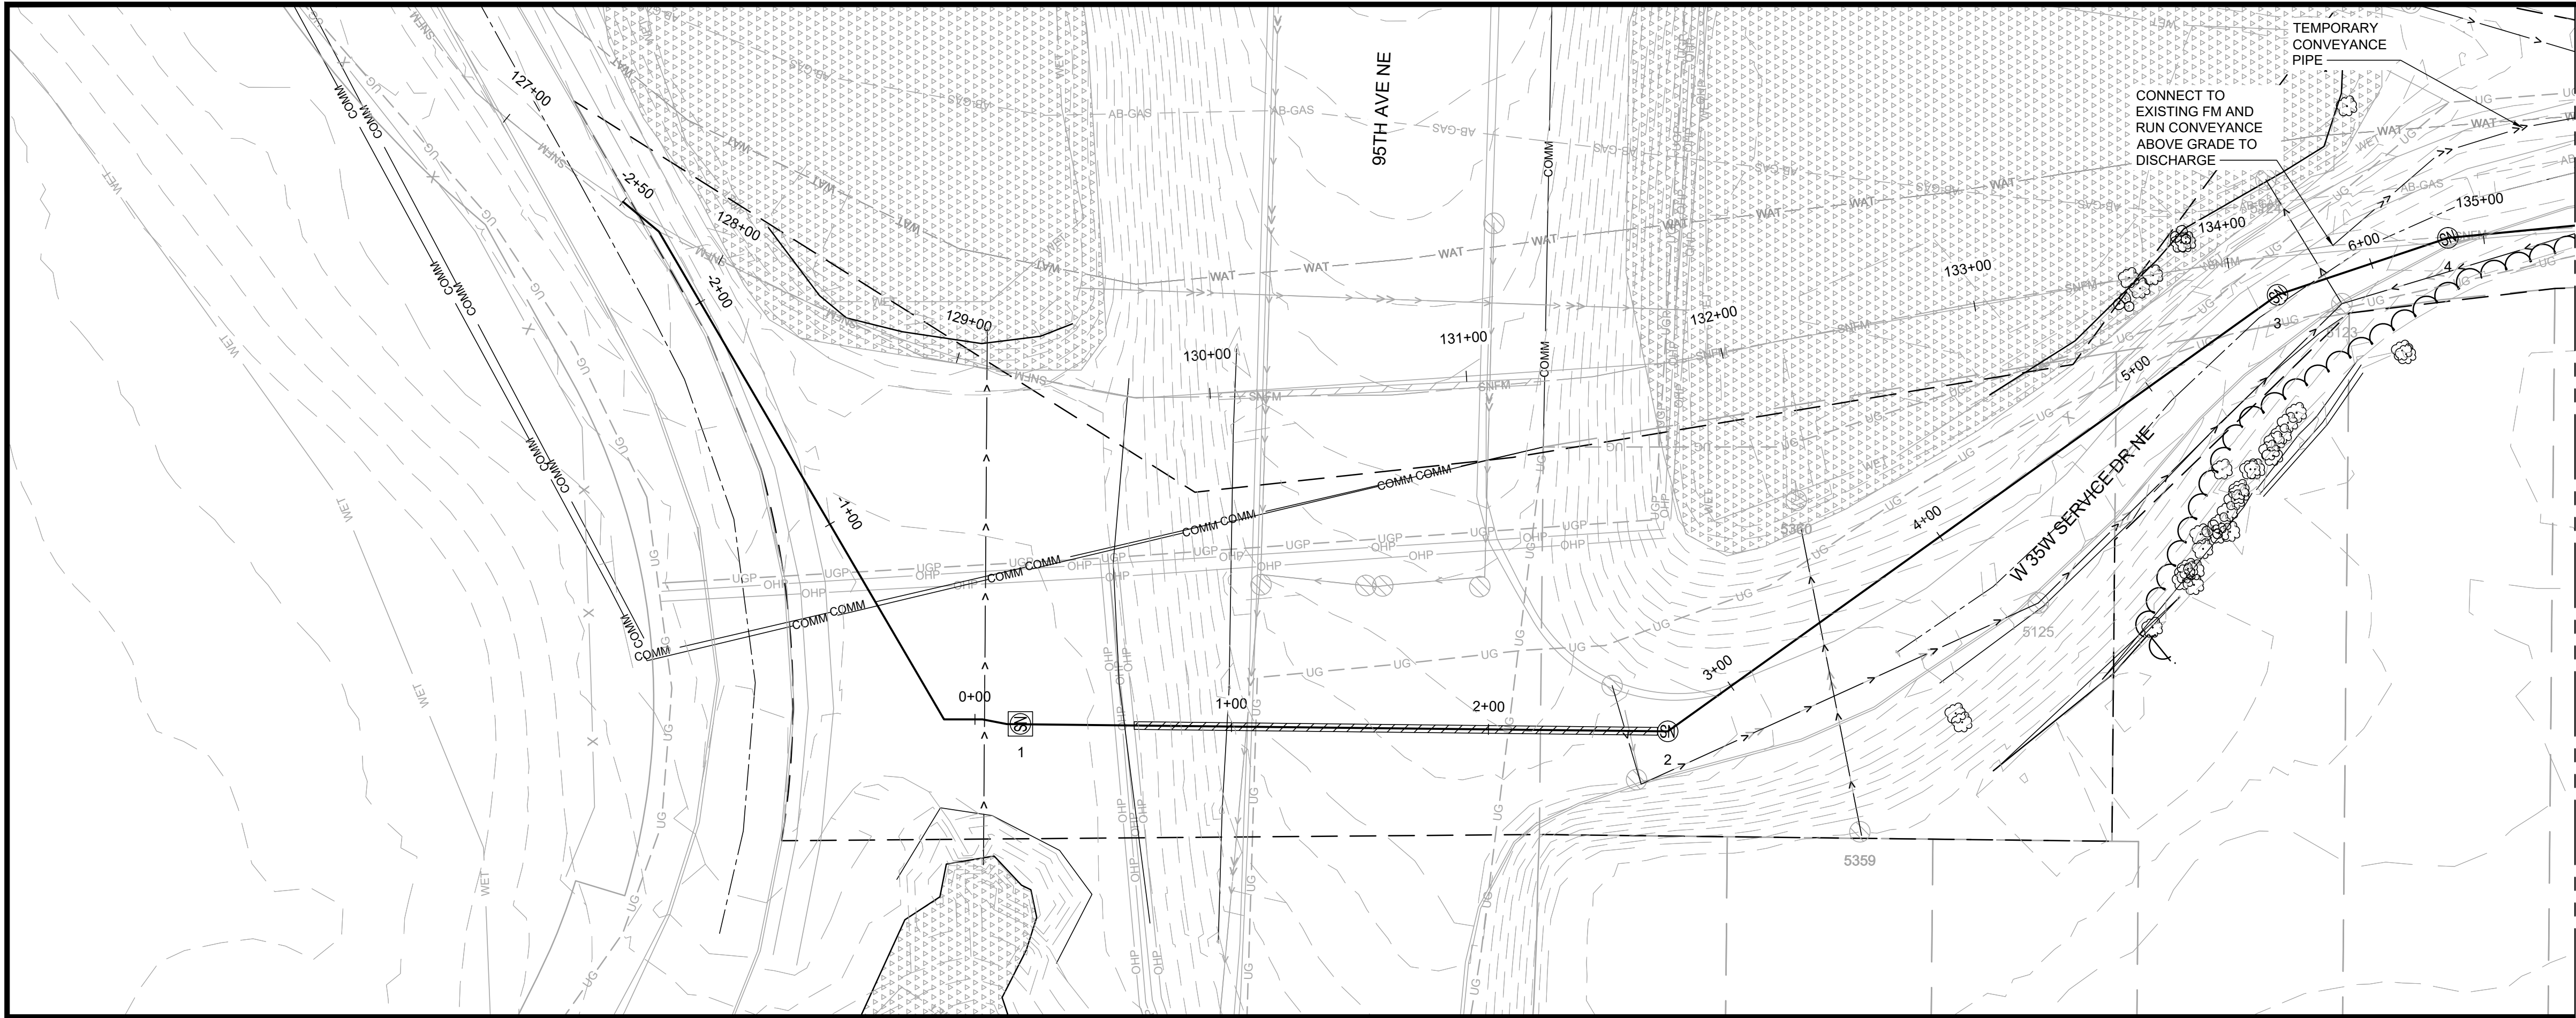 TEMPORARY
CONVEYANCE
PIPE
CONNECT TO
EXISTING FM AND
RUN CONVEYANCE
ABOVE GRADE TO
DISCHARGE
95TH AVE NE
W 35W SERVICE DR NE
127+00
128+00
129+00
130+00
131+00
132+00
133+00
134+00
135+00
-2+50
-2+00
-1+00
0+00
1+00
2+00
3+00
4+00
5+00
6+00
SN
1
SN
2
SN
3
SN
4
5360
5359
5125
5123
UG
SNFM
WAT
WET
AB-GAS
COMM
UGP
OHP
X